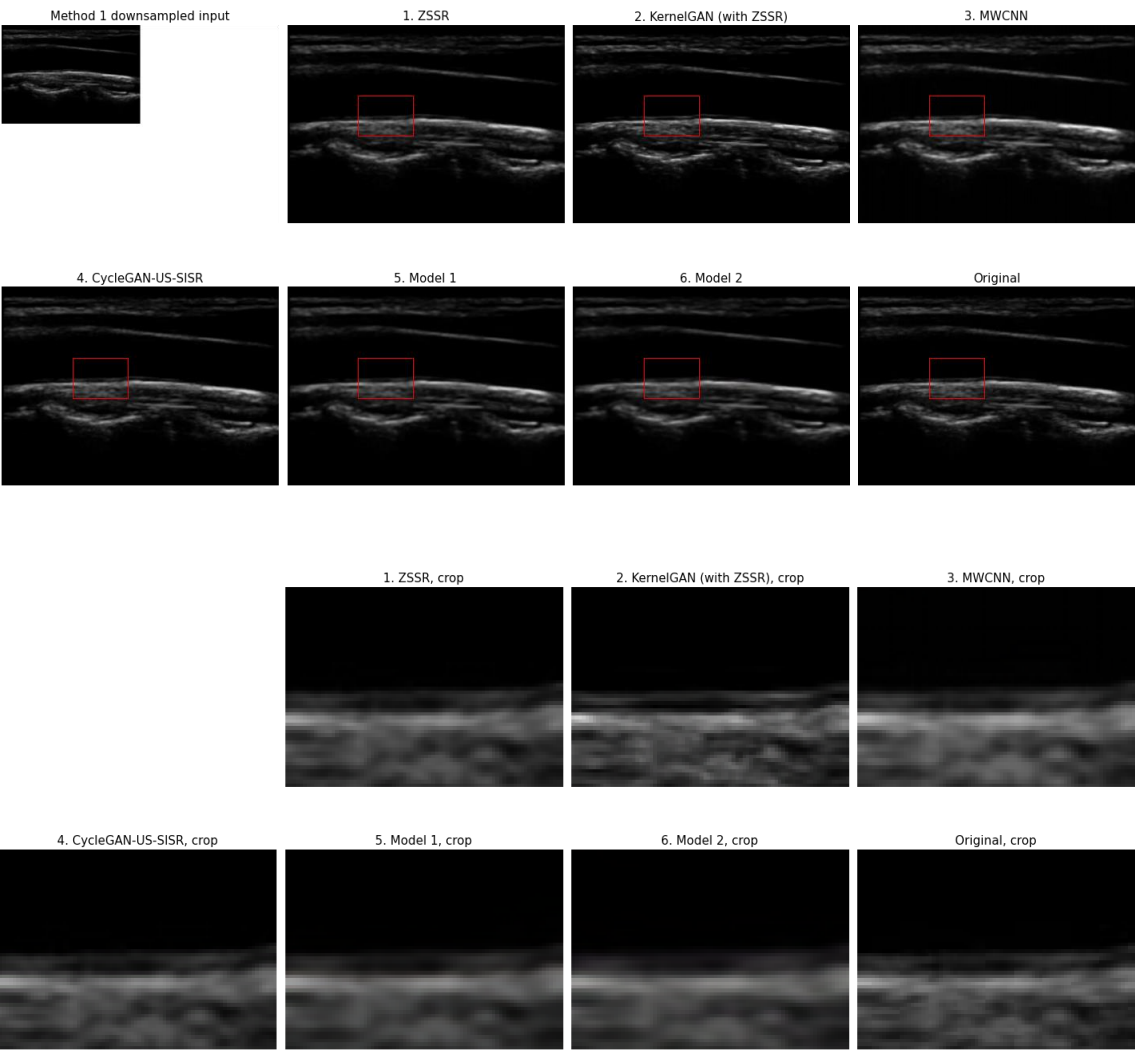 Method 1 downsampled input
1. ZSSR
2. KernelGAN (with ZSSR)
3. MWCNN
4. CycleGAN-US-SISR
5. Model 1
6. Model 2
Original
1. ZSSR, crop
2. KernelGAN (with ZSSR), crop
3. MWCNN, crop
4. CycleGAN-US-SISR, crop
5. Model 1, crop
6. Model 2, crop
Original, crop